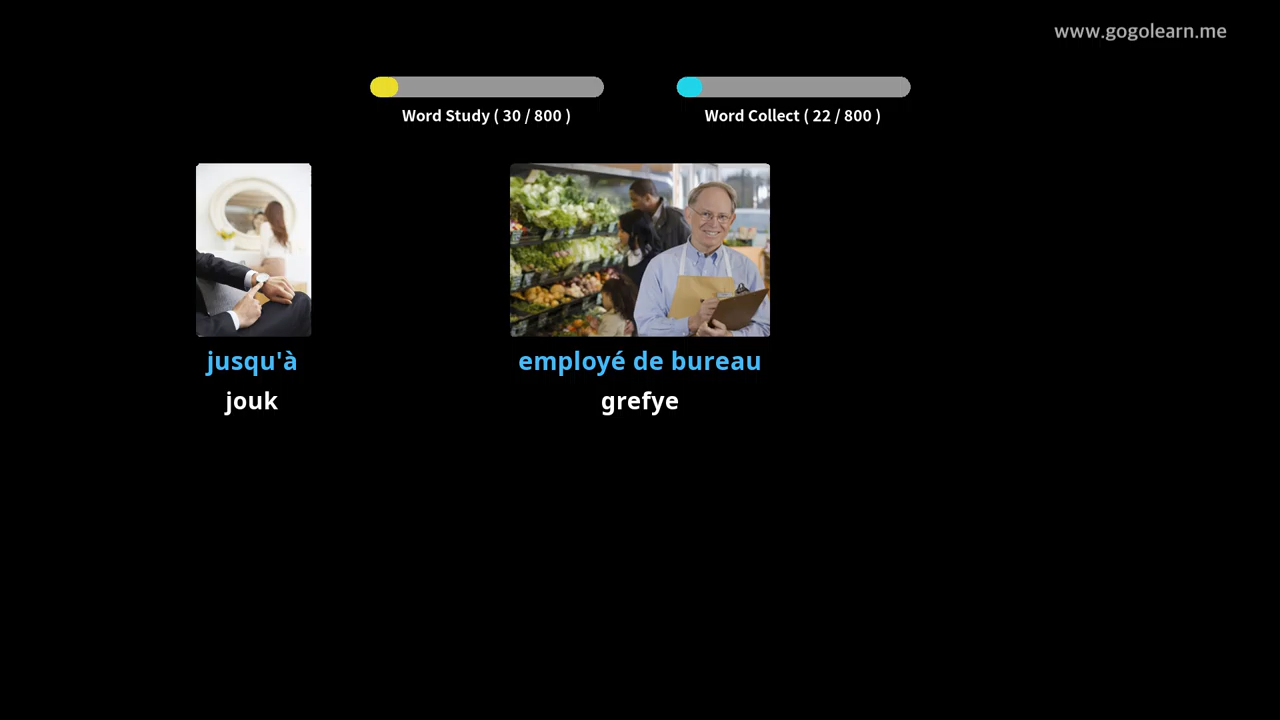 www.gogolearn.me
Word Study ( 30 / 800 )
Word Collect ( 22 / 800 )
jusqu'à
jouk
employé de bureau
grefye